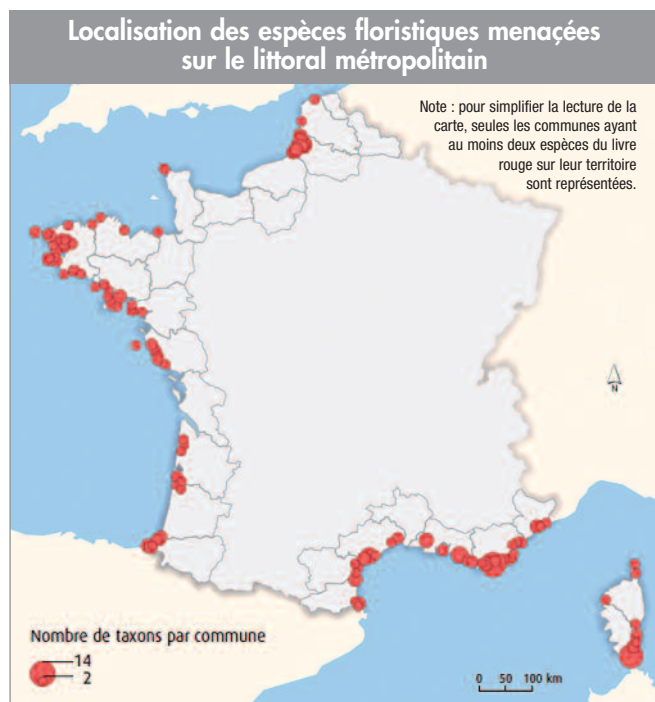 Localisation des espèces floristiques menaçées
sur le littoral métropolitain
Note : pour simplifier la lecture de la
carte, seules les communes ayant
au moins deux espèces du livre
rouge sur leur territoire
sont représentées.
N
Nombre de taxons par commune
14
2
0 50 100 km